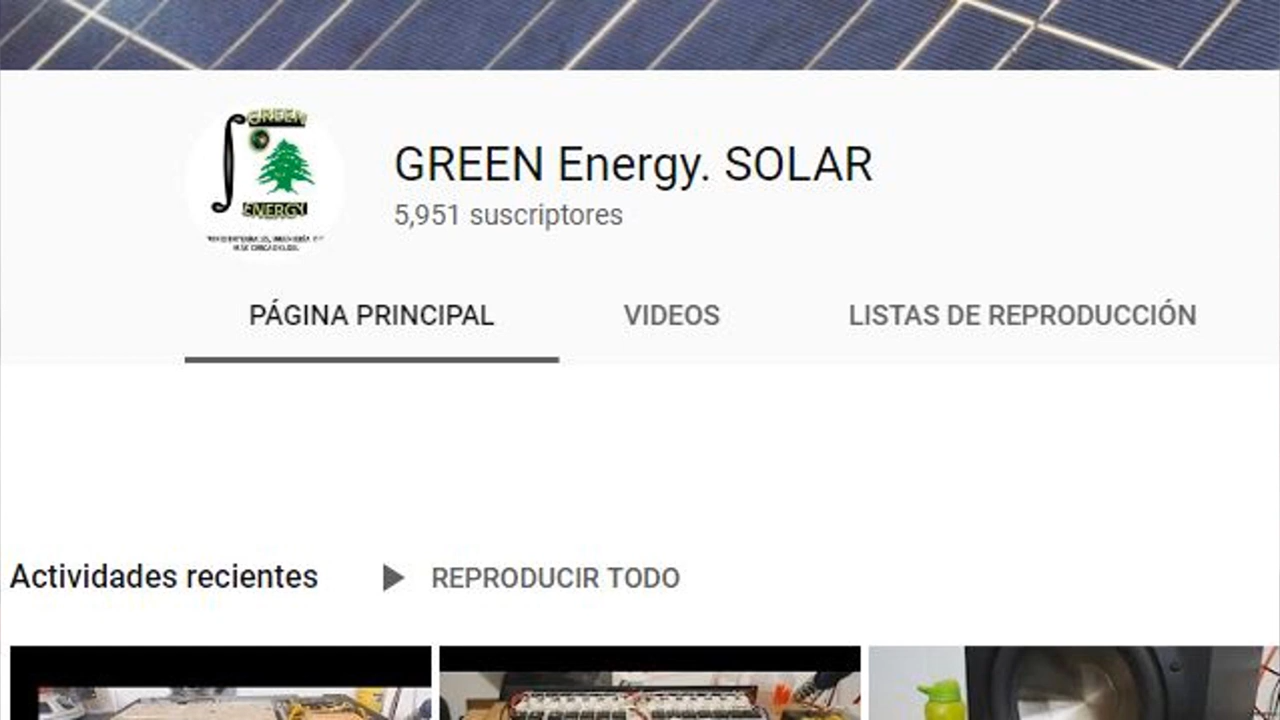 GREEN
ENERGY
GREEN Energy. SOLAR
5,951 suscriptores
PÁGINA PRINCIPAL
VIDEOS
LISTAS DE REPRODUCCIÓN
Actividades recientes
REPRODUCIR TODO